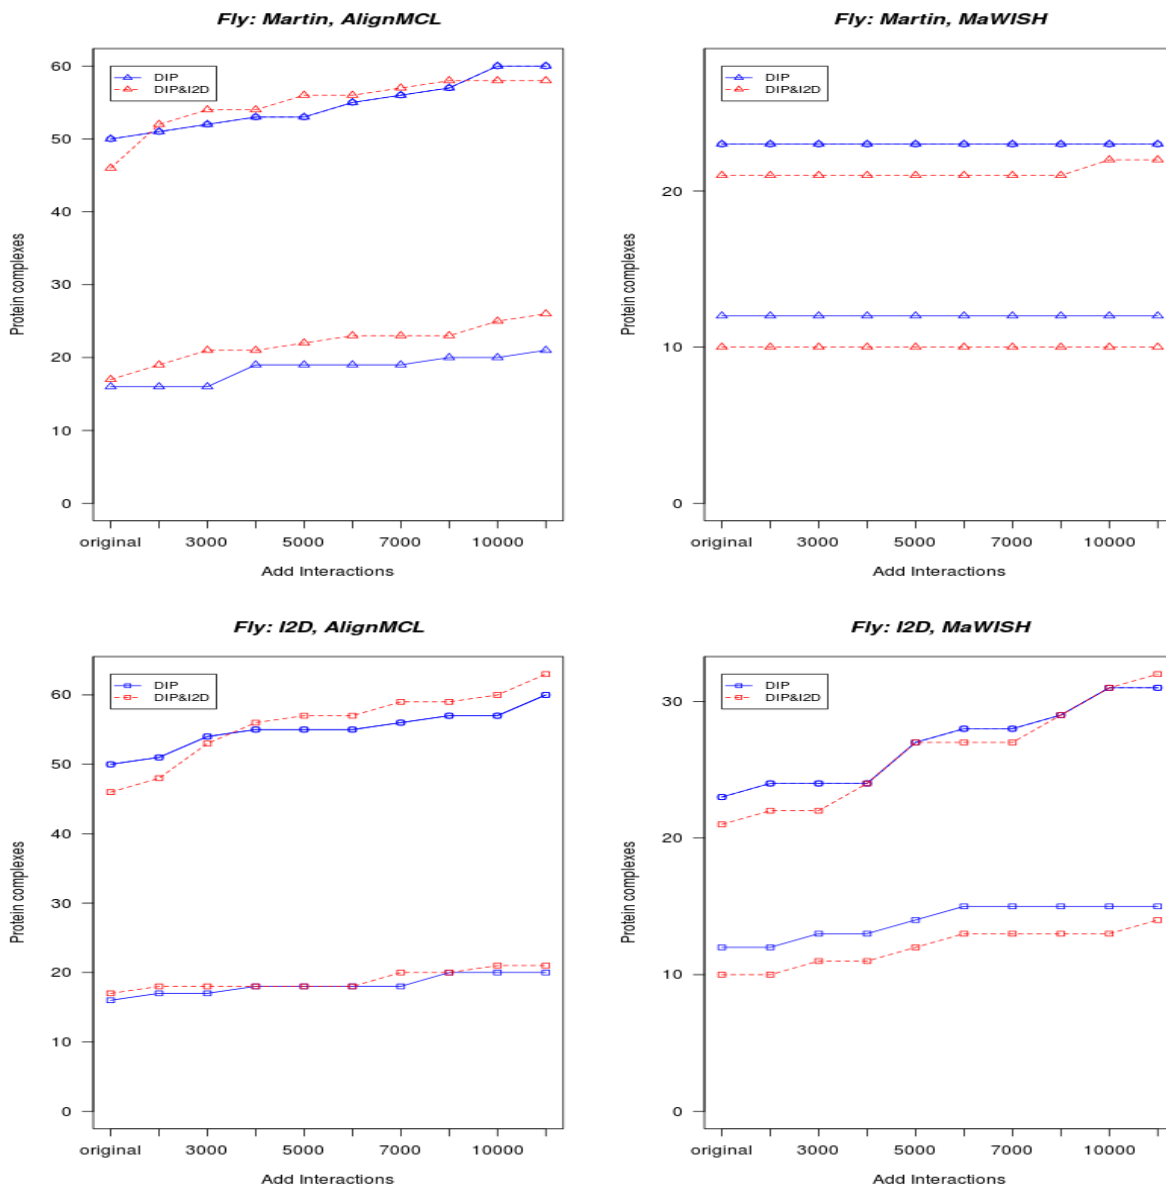 Fly: Martin, AlignMCL
Protein complexes
60
50
40
30
20
10
0
DIP
DIP&I2D
original 3000 5000 7000 10000
Add Interactions
Fly: Martin, MaWISH
Protein complexes
20
10
0
DIP
DIP&I2D
original 3000 5000 7000 10000
Add Interactions
Fly: I2D, AlignMCL
Protein complexes
60
50
40
30
20
10
0
DIP
DIP&I2D
original 3000 5000 7000 10000
Add Interactions
Fly: I2D, MaWISH
Protein complexes
30
20
10
0
DIP
DIP&I2D
original 3000 5000 7000 10000
Add Interactions